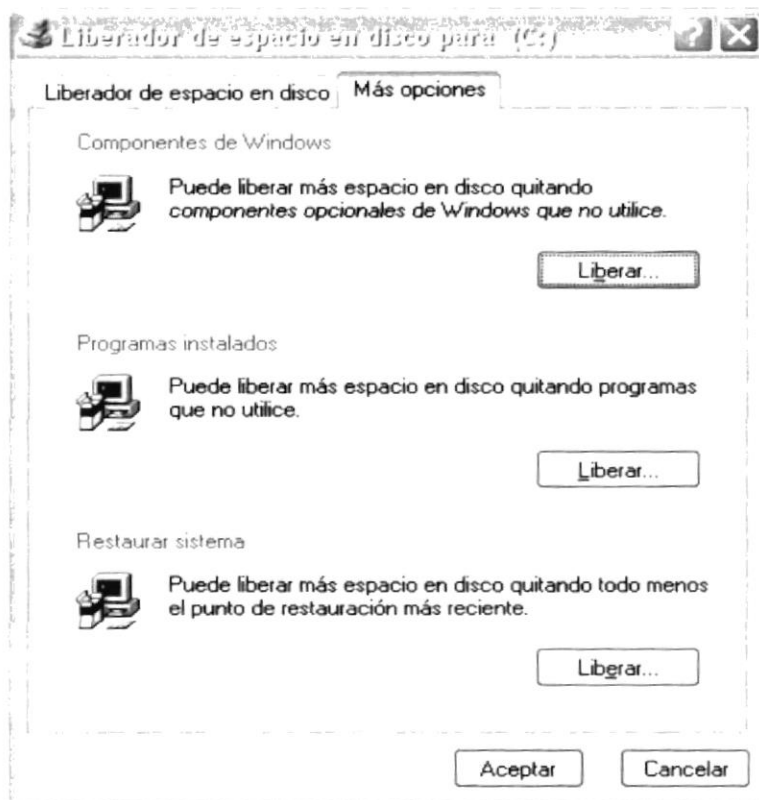 Liberador de espacio en disco para (C:)
Liberador de espacio en disco
Más opciones
Componentes de Windows
Puede liberar más espacio en disco quitando
componentes opcionales de Windows que no utilice.
Liberar...
Programas instalados
Puede liberar más espacio en disco quitando programas
que no utilice.
Liberar...
Restaurar sistema
Puede liberar más espacio en disco quitando todo menos
el punto de restauración más reciente.
Liberar...
Aceptar
Cancelar